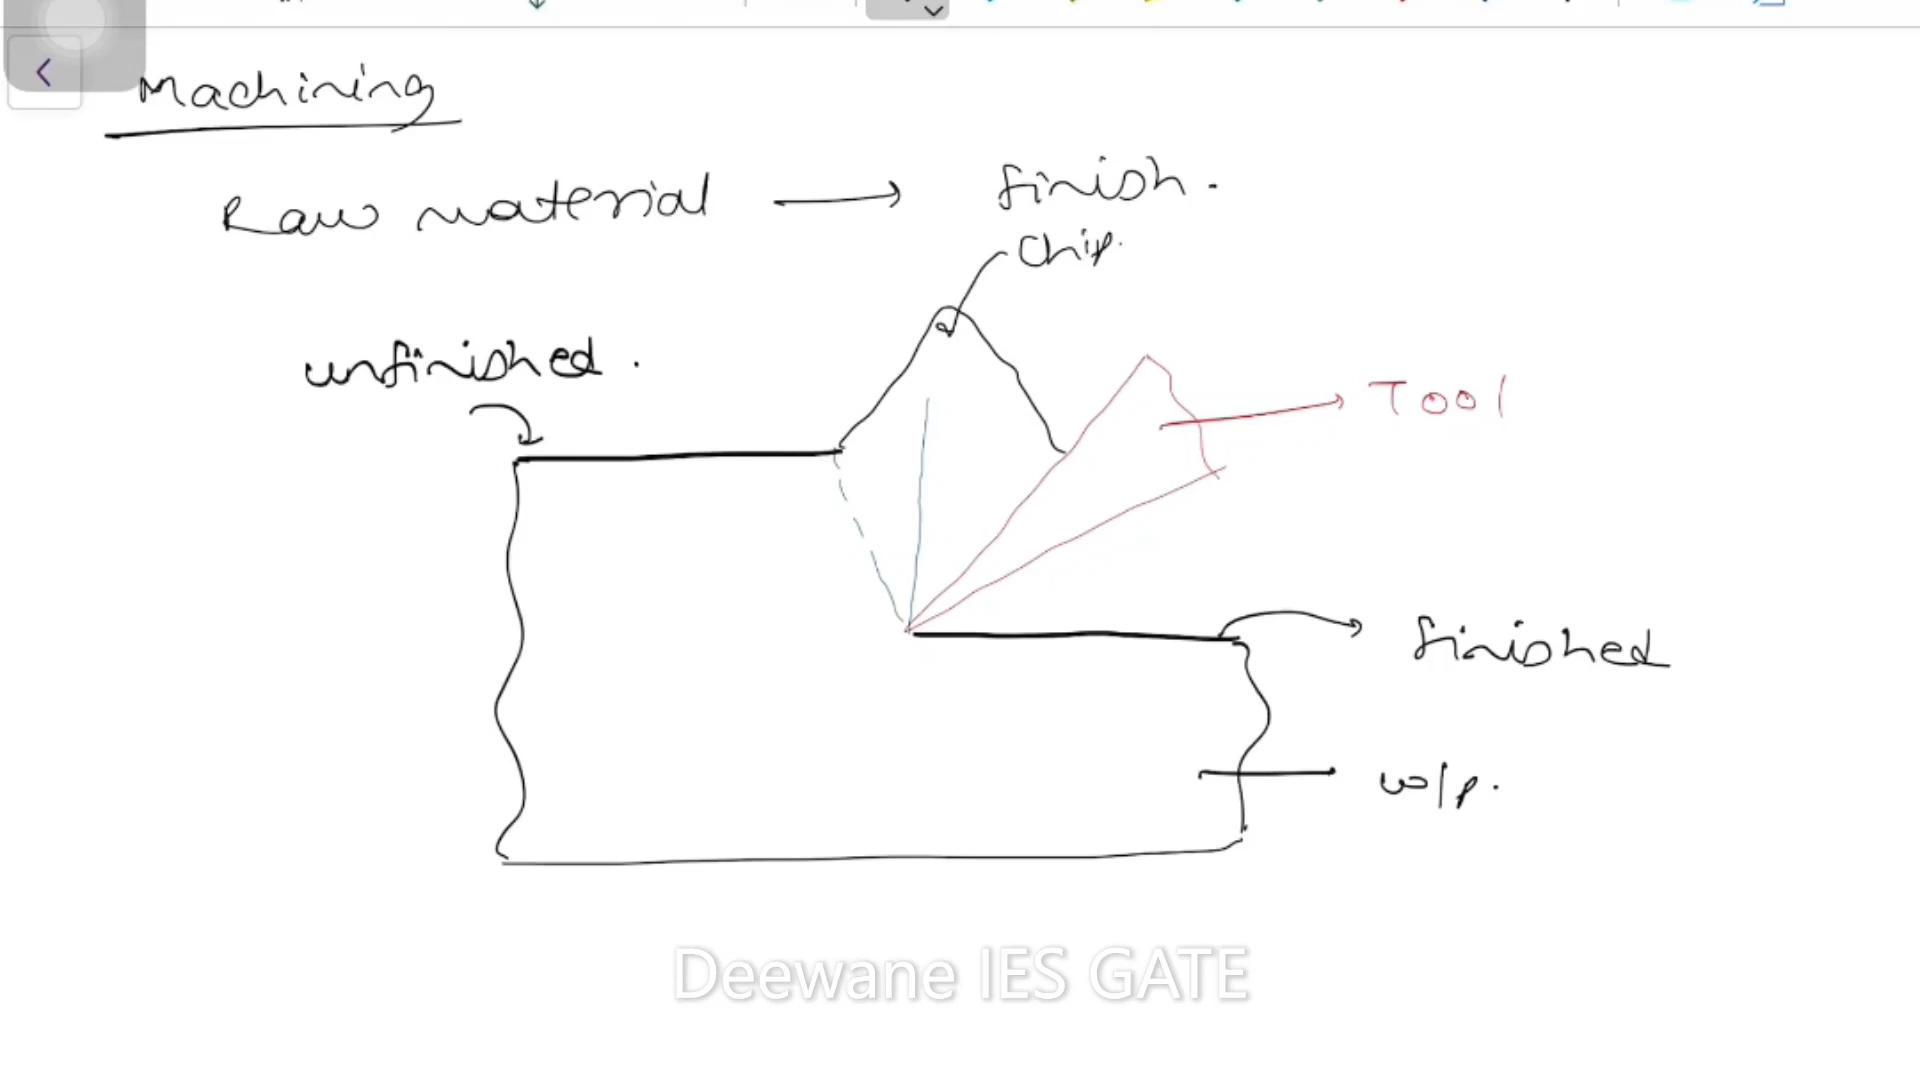 Machining
Raw material → finish.
Chip.
unfinished.
Tool
finished
w/p.
Deewane IES GATE